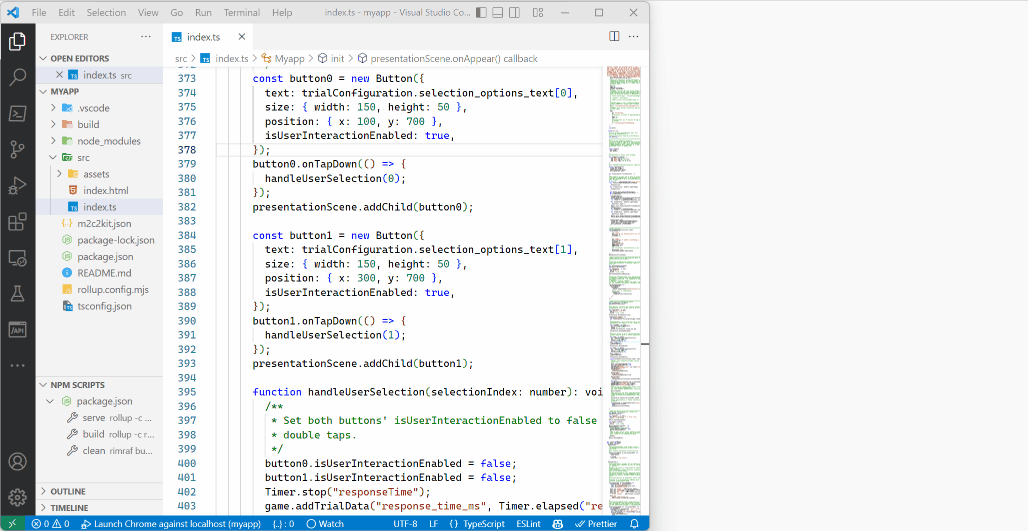 File Edit Selection View Go Run Terminal Help index.ts - myapp - Visual Studio Co...
EXPLORER ...
OPEN EDITORS
TS index.ts src
MYAPP
.vscode
build
node_modules
src
assets
index.html
TS index.ts
m2c2kit.json
package-lock.json
package.json
README.md
rollup.config.mjs
tsconfig.json
NPM SCRIPTS
package.json
serve rollup -c ...
build rollup -c r...
clean rimraf bu...
OUTLINE
TIMELINE
TS index.ts
src > TS index.ts > Myapp > init > presentationScene.onAppear() callback
373 const button0 = new Button({
374 text: trialConfiguration.selection_options_text[0],
375 size: { width: 150, height: 50 },
376 position: { x: 100, y: 700 },
377 isUserInteractionEnabled: true,
378 });
379 button0.onTapDown(() => {
380 handleUserSelection(0);
381 });
382 presentationScene.addChild(button0);
383
384 const button1 = new Button({
385 text: trialConfiguration.selection_options_text[1],
386 size: { width: 150, height: 50 },
387 position: { x: 300, y: 700 },
388 isUserInteractionEnabled: true,
389 });
390 button1.onTapDown(() => {
391 handleUserSelection(1);
392 });
393 presentationScene.addChild(button1);
394
395 function handleUserSelection(selectionIndex: number): voi
396 /**
397 * Set both buttons' isUserInteractionEnabled to false
398 * double taps.
399 */
400 button0.isUserInteractionEnabled = false;
401 button1.isUserInteractionEnabled = false;
402 Timer.stop("responseTime");
403 game.addTrialData("response_time_ms", Timer.elapsed("re
0 0 Launch Chrome against localhost (myapp) {..} : 0 Watch UTF-8 LF {} TypeScript ESLint Prettier